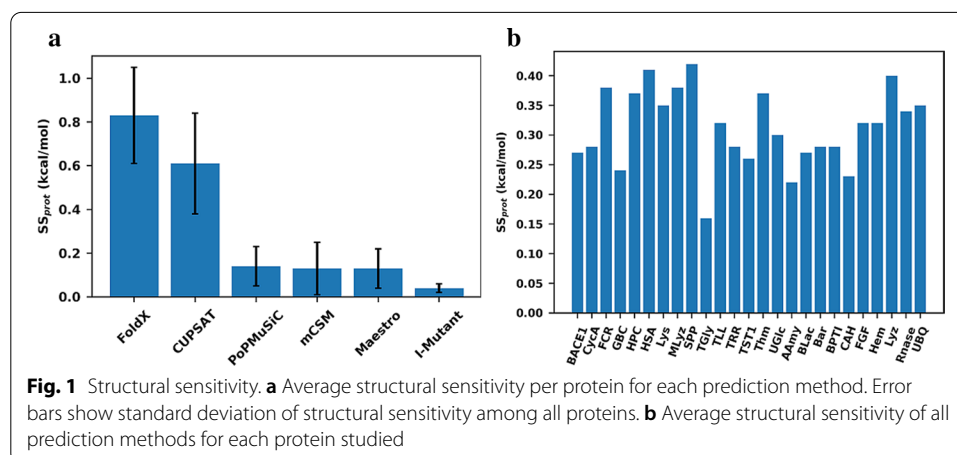 a
SS_prot (kcal/mol)
1.0
0.8
0.6
0.4
0.2
0.0
FoldX
CUPSAT
PoPMuSiC
mCSM
Maestro
I-Mutant
b
SS_prot (kcal/mol)
0.40
0.35
0.30
0.25
0.20
0.15
0.10
0.05
0.00
BACE1
CycA
FCR
GBC
HPC
HSA
Lys
MLyz
SPP
TGly
TLL
TRR
TST1
Thm
UGlc
AAmy
BLac
Bar
BPTI
CAH
FGF
Hem
Lyz
Rnase
UBQ
Fig. 1 Structural sensitivity. a Average structural sensitivity per protein for each prediction method. Error
bars show standard deviation of structural sensitivity among all proteins. b Average structural sensitivity of all
prediction methods for each protein studied